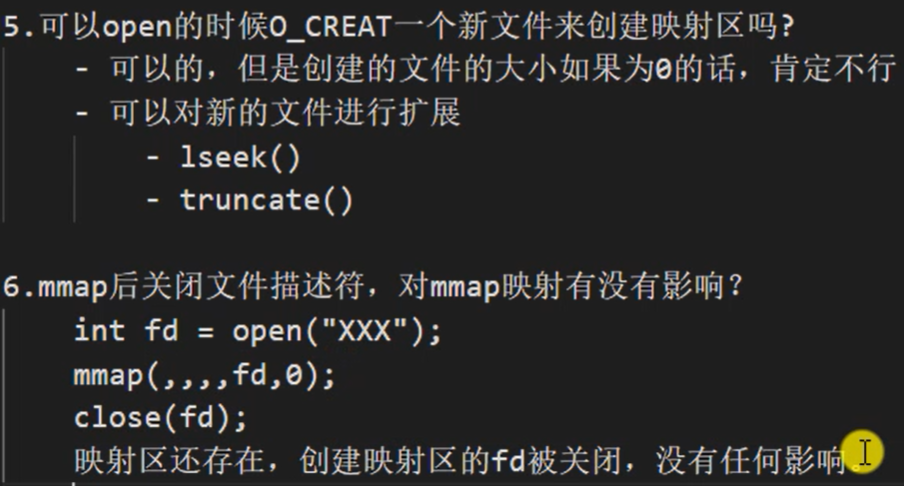 5.可以open的时候O_CREAT一个新文件来创建映射区吗?
- 可以的，但是创建的文件的大小如果为0的话，肯定不行
- 可以对新的文件进行扩展
- lseek()
- truncate()
6.mmap后关闭文件描述符，对mmap映射有没有影响？
int fd = open("XXX");
mmap(,,,,fd,0);
close(fd);
映射区还存在，创建映射区的fd被关闭，没有任何影响。